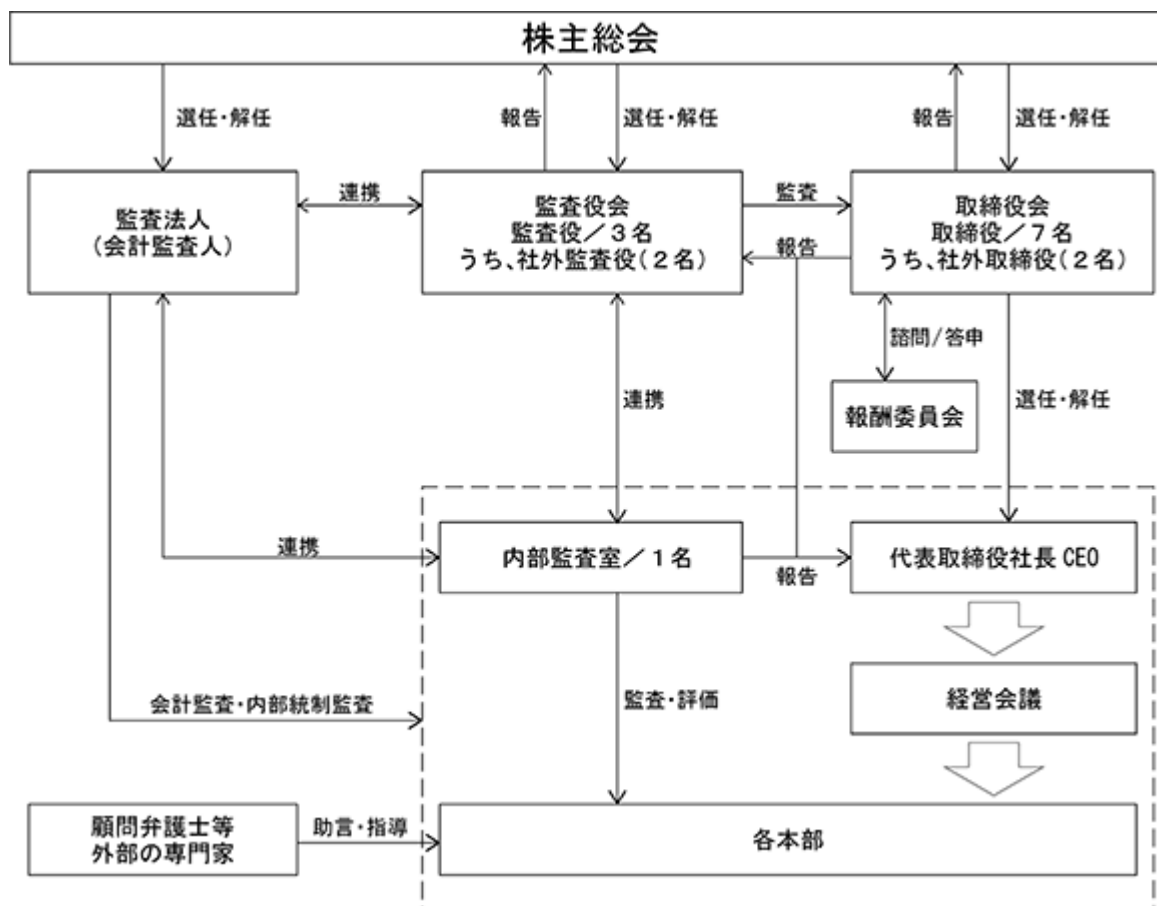 株主総会
選任・解任
報告
選任・解任
報告
選任・解任
監査法人
(会計監査人)
連携
監査役会
監査役／3名
うち、社外監査役(2名)
監査
報告
取締役会
取締役／7名
うち、社外取締役(2名)
諮問/答申
報酬委員会
連携
選任・解任
連携
内部監査室／1名
報告
代表取締役社長 CEO
会計監査・内部統制監査
監査・評価
経営会議
顧問弁護士等
外部の専門家
助言・指導
各本部